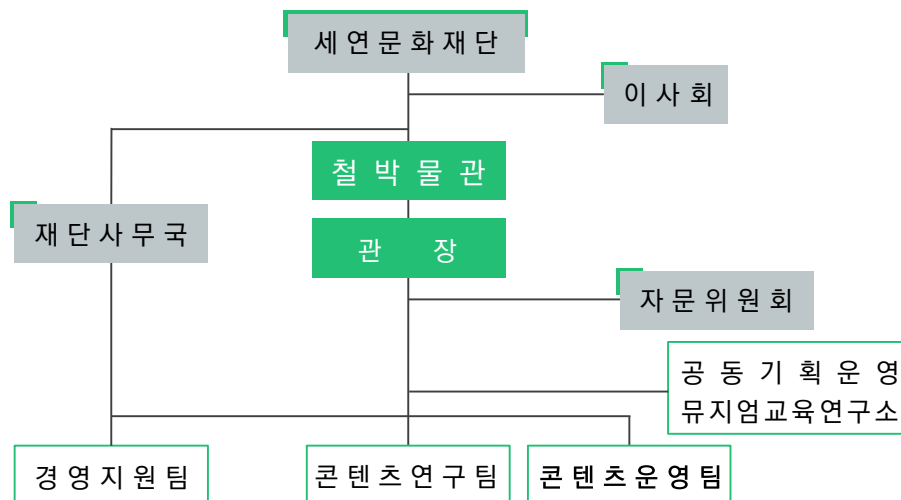 세연문화재단
이사회
철박물관
재단사무국
관 장
자문위원회
공동기획운영
뮤지엄교육연구소
경영지원팀
콘텐츠연구팀
콘텐츠운영팀